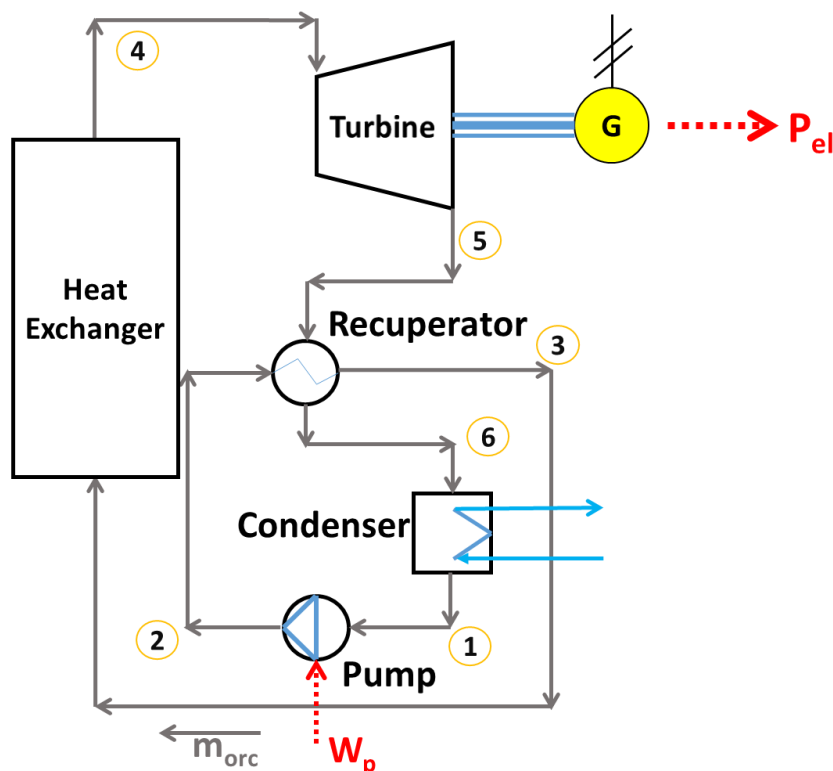 4
Turbine
G
Pel
5
Heat
Exchanger
Recuperator
3
6
Condenser
2
1
Pump
morc
Wp